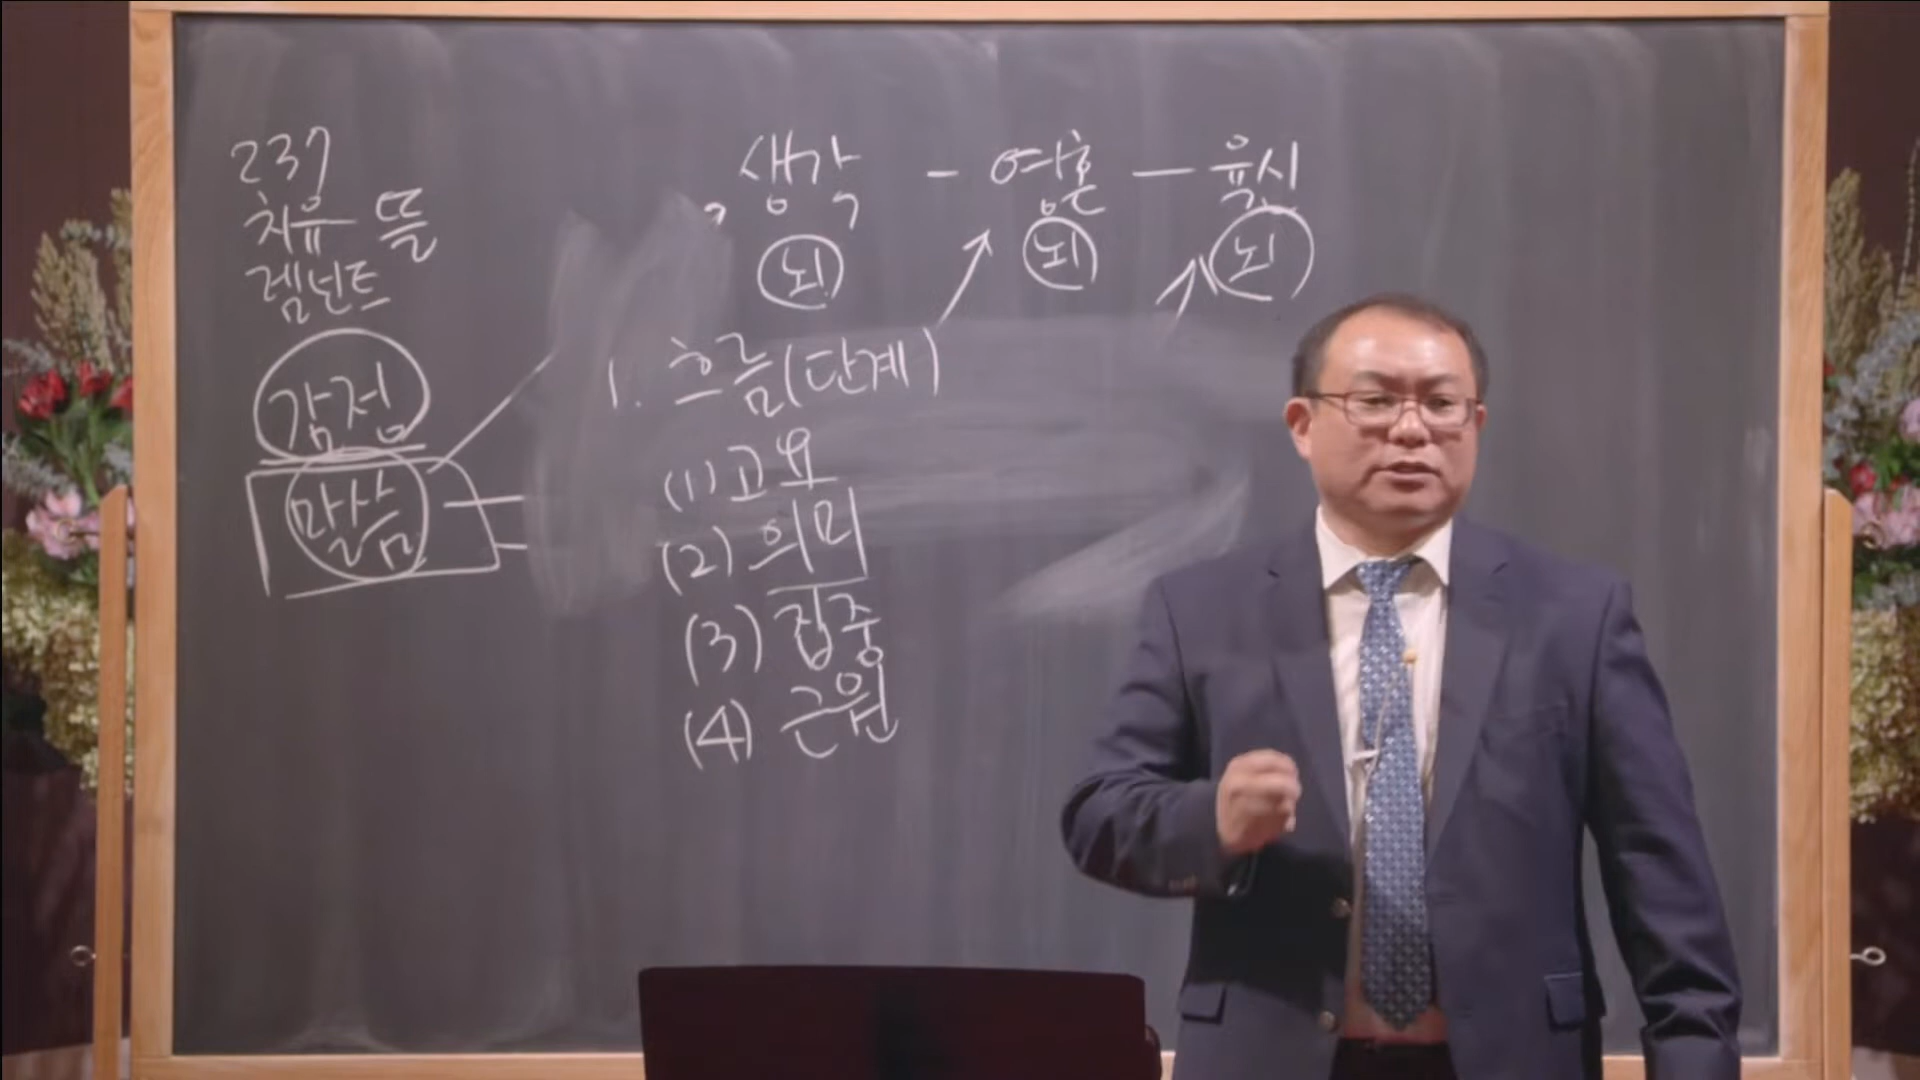 237
치유 뜰
렘넌트
감정
말씀
생각 - 영혼 - 육신
뇌 뇌 뇌
1. 흐름(단계)
(1) 고요
(2) 의미
(3) 집중
(4) 근원